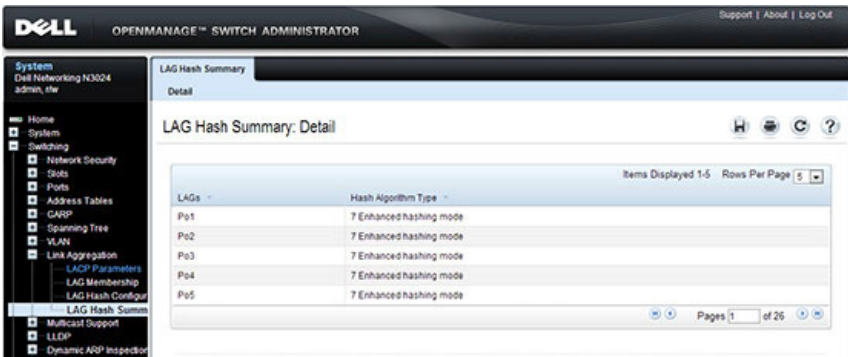 Support | About | Log Out
DELL OPENMANAGE™ SWITCH ADMINISTRATOR
System
Dell Networking N3024
admin, r/w
Home
System
Switching
Network Security
Slots
Ports
Address Tables
GARP
Spanning Tree
VLAN
Link Aggregation
LACP Parameters
LAG Membership
LAG Hash Configur
LAG Hash Summ
Multicast Support
LLDP
Dynamic ARP Inspection
LAG Hash Summary
Detail
LAG Hash Summary: Detail
Items Displayed 1-5 Rows Per Page 5
LAGs Hash Algorithm Type
Po1 7 Enhanced hashing mode
Po2 7 Enhanced hashing mode
Po3 7 Enhanced hashing mode
Po4 7 Enhanced hashing mode
Po5 7 Enhanced hashing mode
Pages 1 of 26